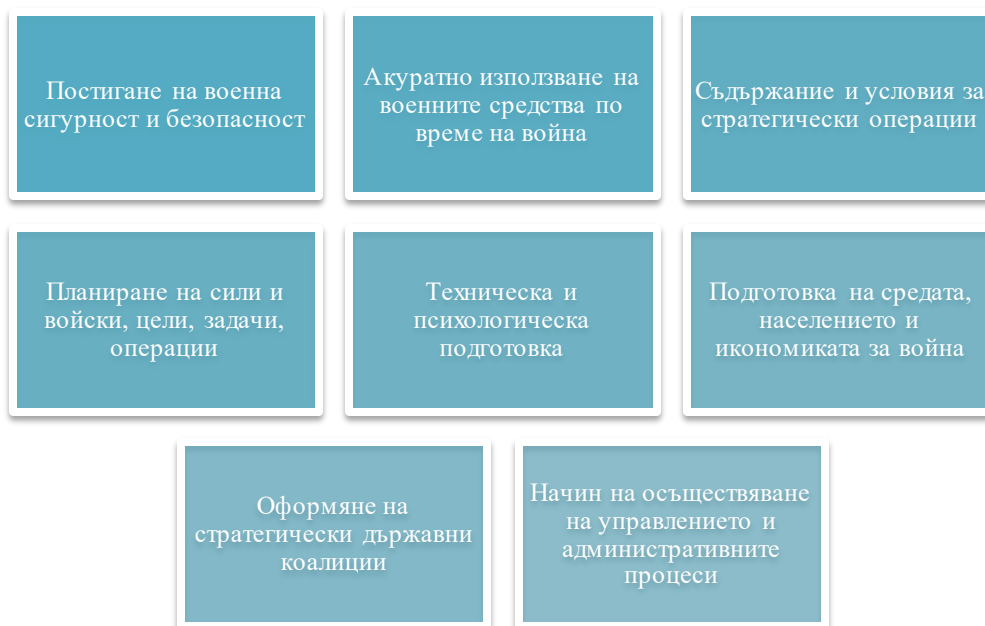 Постигане на военна
сигурност и безопасност
Акуратно използване на
военните средства по
време на война
Съдържание и условия за
стратегически операции
Планиране на сили и
войски, цели, задачи,
операции
Техническа и
психологическа
подготовка
Подготовка на средата,
населението и
икономиката за война
Оформяне на
стратегически държавни
коалиции
Начин на осъществяване
на управлението и
административните
процеси